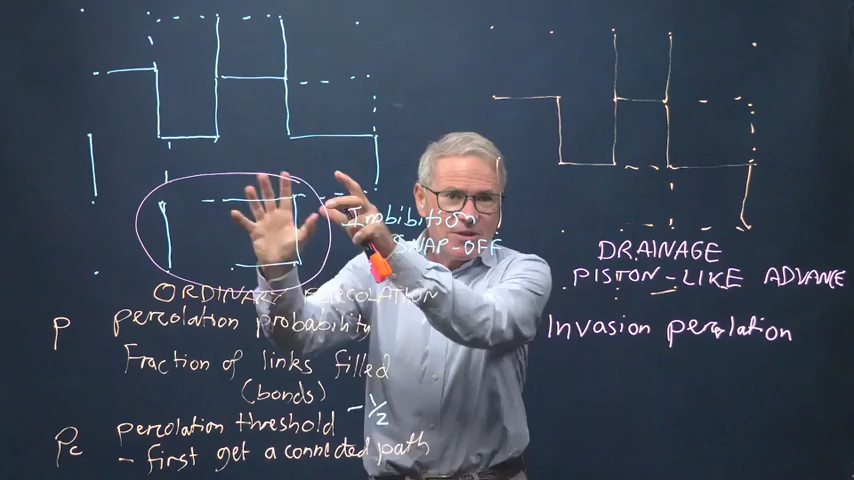 Imbibition
SNAP-OFF
ORDINARY PERCOLATION
p percolation probability
Fraction of links filled
(bonds)
Pc percolation threshold - 1/2
- first get a connected path
DRAINAGE
PISTON-LIKE ADVANCE
Invasion percolation